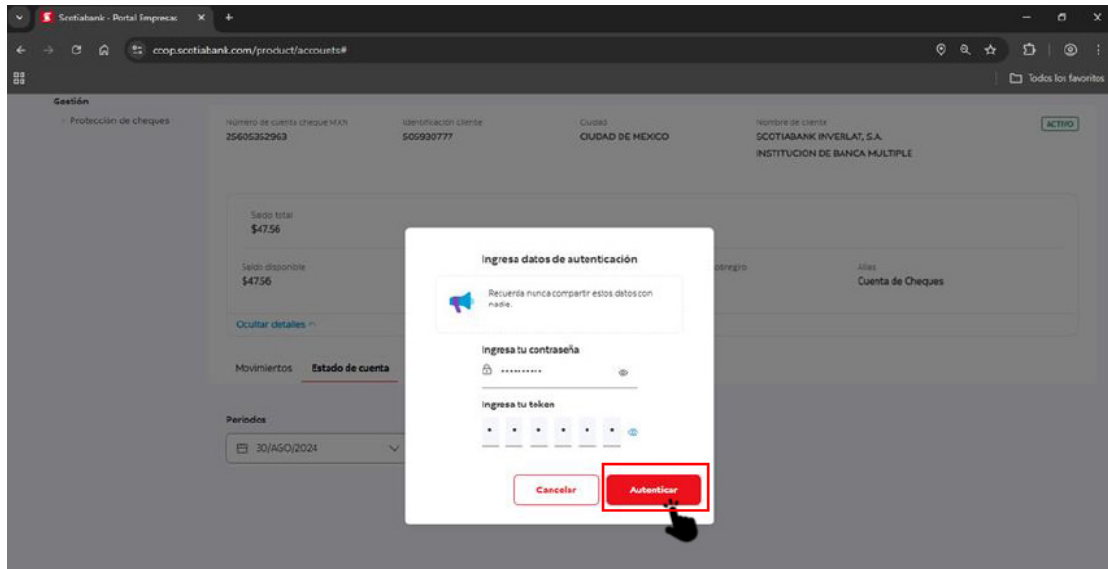 Scotiabank - Portal Empresas
ccop.scotiabank.com/product/accounts#
Todos los favoritos
Gestión
Protección de cheques
Número de cuenta cheque MXN
25605352963
Identificación cliente
505930777
Ciudad
CIUDAD DE MEXICO
Nombre de cliente
SCOTIABANK INVERLAT, S.A.
INSTITUCION DE BANCA MULTIPLE
ACTIVO
Saldo total
$47.56
Saldo disponible
$47.56
Alias
Cuenta de Cheques
Ocultar detalles
Movimientos
Estado de cuenta
Periodos
30/AGO/2024
Ingresa datos de autenticación
Recuerda nunca compartir estos datos con
nadie.
Ingresa tu contraseña
Ingresa tu token
Cancelar
Autenticar